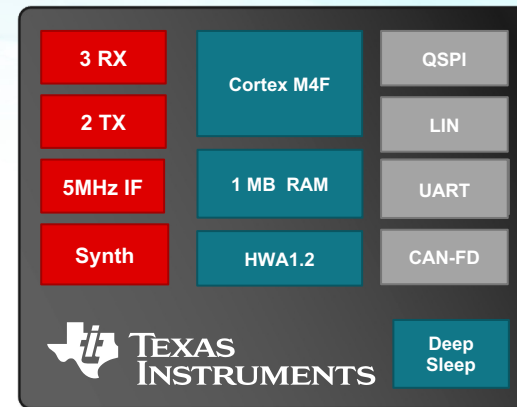 3 RX
2 TX
5MHz IF
Synth
Cortex M4F
1 MB RAM
HWA1.2
QSPI
LIN
UART
CAN-FD
TEXAS
INSTRUMENTS
Deep
Sleep